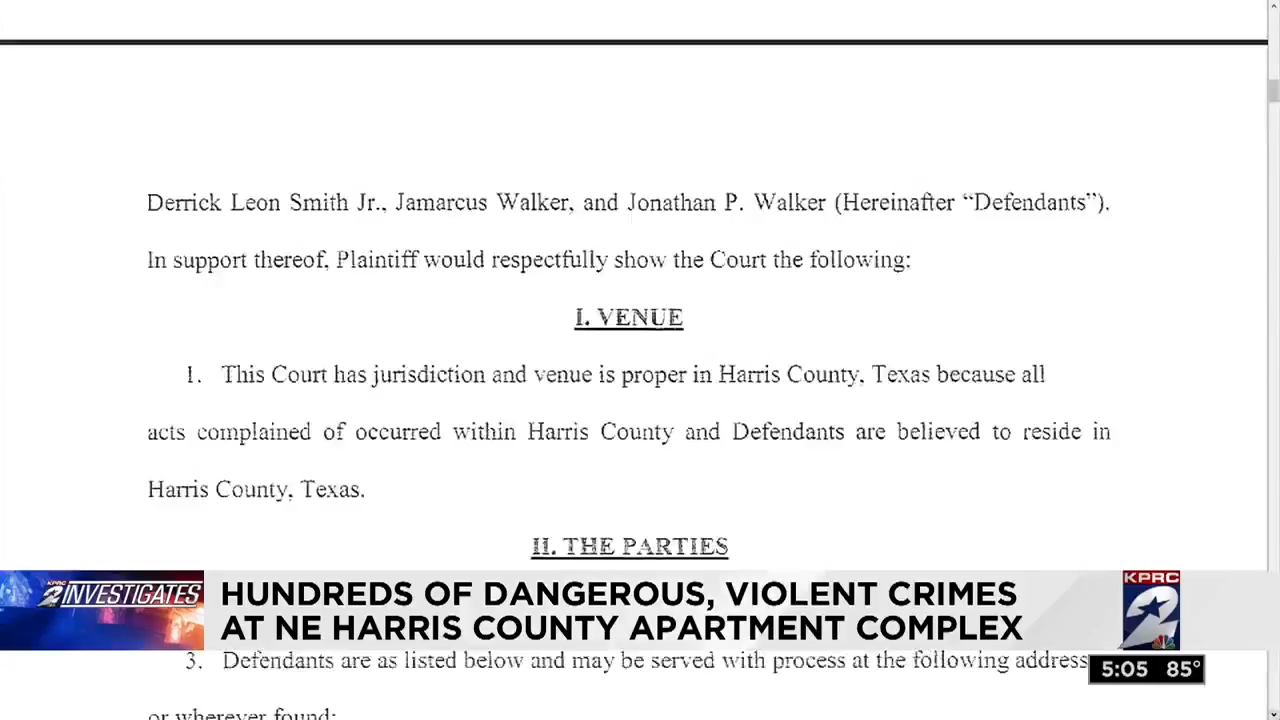 Derrick Leon Smith Jr., Jamarcus Walker, and Jonathan P. Walker (Hereinafter “Defendants”).
In support thereof, Plaintiff would respectfully show the Court the following:
I. VENUE
1. This Court has jurisdiction and venue is proper in Harris County, Texas because all
acts complained of occurred within Harris County and Defendants are believed to reside in
Harris County, Texas.
II. THE PARTIES
KPRC 2 INVESTIGATES
HUNDREDS OF DANGEROUS, VIOLENT CRIMES
AT NE HARRIS COUNTY APARTMENT COMPLEX
KPRC
2
3. Defendants are as listed below and may be served with process at the following address
5:05 85°
or wherever found: